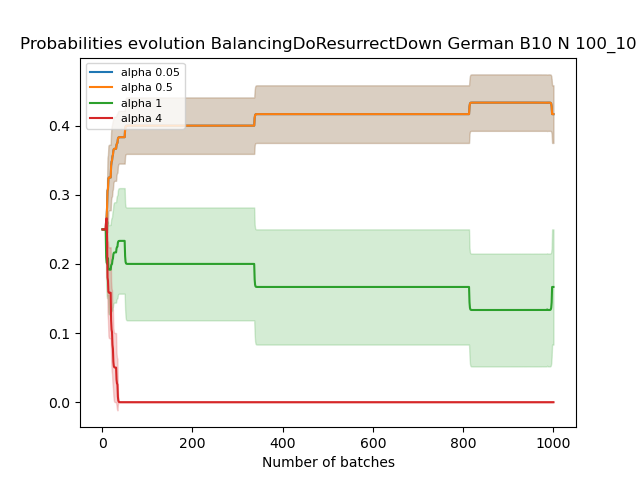 Probabilities evolution BalancingDoResurrectDown German B10 N 100_10
alpha 0.05
alpha 0.5
alpha 1
alpha 4
0.4
0.3
0.2
0.1
0.0
0 200 400 600 800 1000
Number of batches